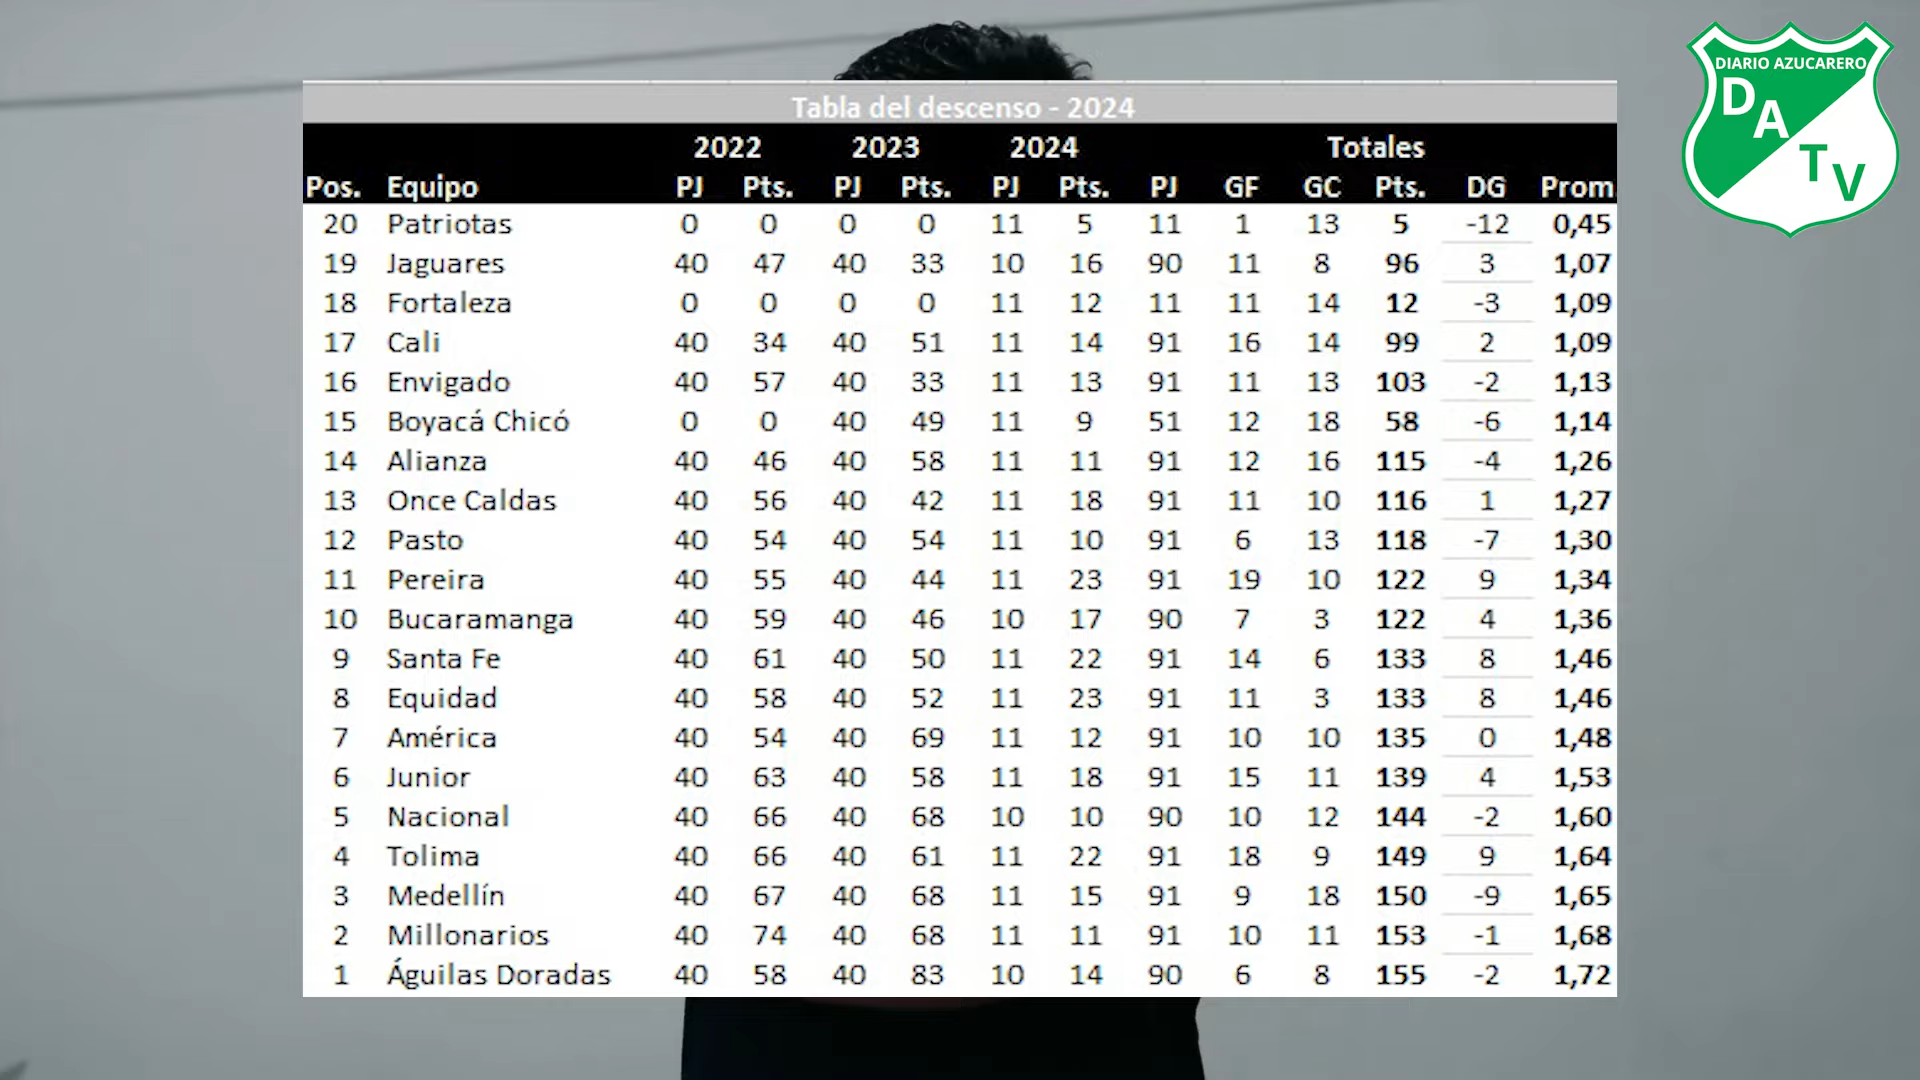 DIARIO AZUCARERO
D
A
T
V
Tabla del descenso - 2024
2022 2023 2024 Totales
Pos. Equipo PJ Pts. PJ Pts. PJ Pts. PJ GF GC Pts. DG Prom.
20 Patriotas 0 0 0 0 11 5 11 1 13 5 -12 0,45
19 Jaguares 40 47 40 33 10 16 90 11 8 96 3 1,07
18 Fortaleza 0 0 0 0 11 12 11 11 14 12 -3 1,09
17 Cali 40 34 40 51 11 14 91 16 14 99 2 1,09
16 Envigado 40 57 40 33 11 13 91 11 13 103 -2 1,13
15 Boyacá Chicó 0 0 40 49 11 9 51 12 18 58 -6 1,14
14 Alianza 40 46 40 58 11 11 91 12 16 115 -4 1,26
13 Once Caldas 40 56 40 42 11 18 91 11 10 116 1 1,27
12 Pasto 40 54 40 54 11 10 91 6 13 118 -7 1,30
11 Pereira 40 55 40 44 11 23 91 19 10 122 9 1,34
10 Bucaramanga 40 59 40 46 10 17 90 7 3 122 4 1,36
9 Santa Fe 40 61 40 50 11 22 91 14 6 133 8 1,46
8 Equidad 40 58 40 52 11 23 91 11 3 133 8 1,46
7 América 40 54 40 69 11 12 91 10 10 135 0 1,48
6 Junior 40 63 40 58 11 18 91 15 11 139 4 1,53
5 Nacional 40 66 40 68 10 10 90 10 12 144 -2 1,60
4 Tolima 40 66 40 61 11 22 91 18 9 149 9 1,64
3 Medellín 40 67 40 68 11 15 91 9 18 150 -9 1,65
2 Millonarios 40 74 40 68 11 11 91 10 11 153 -1 1,68
1 Águilas Doradas 40 58 40 83 10 14 90 6 8 155 -2 1,72